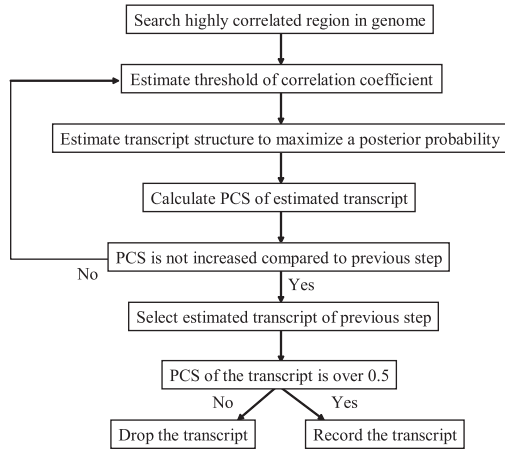 Search highly correlated region in genome
Estimate threshold of correlation coefficient
Estimate transcript structure to maximize a posterior probability
Calculate PCS of estimated transcript
PCS is not increased compared to previous step
No
Yes
Select estimated transcript of previous step
PCS of the transcript is over 0.5
No
Yes
Drop the transcript
Record the transcript